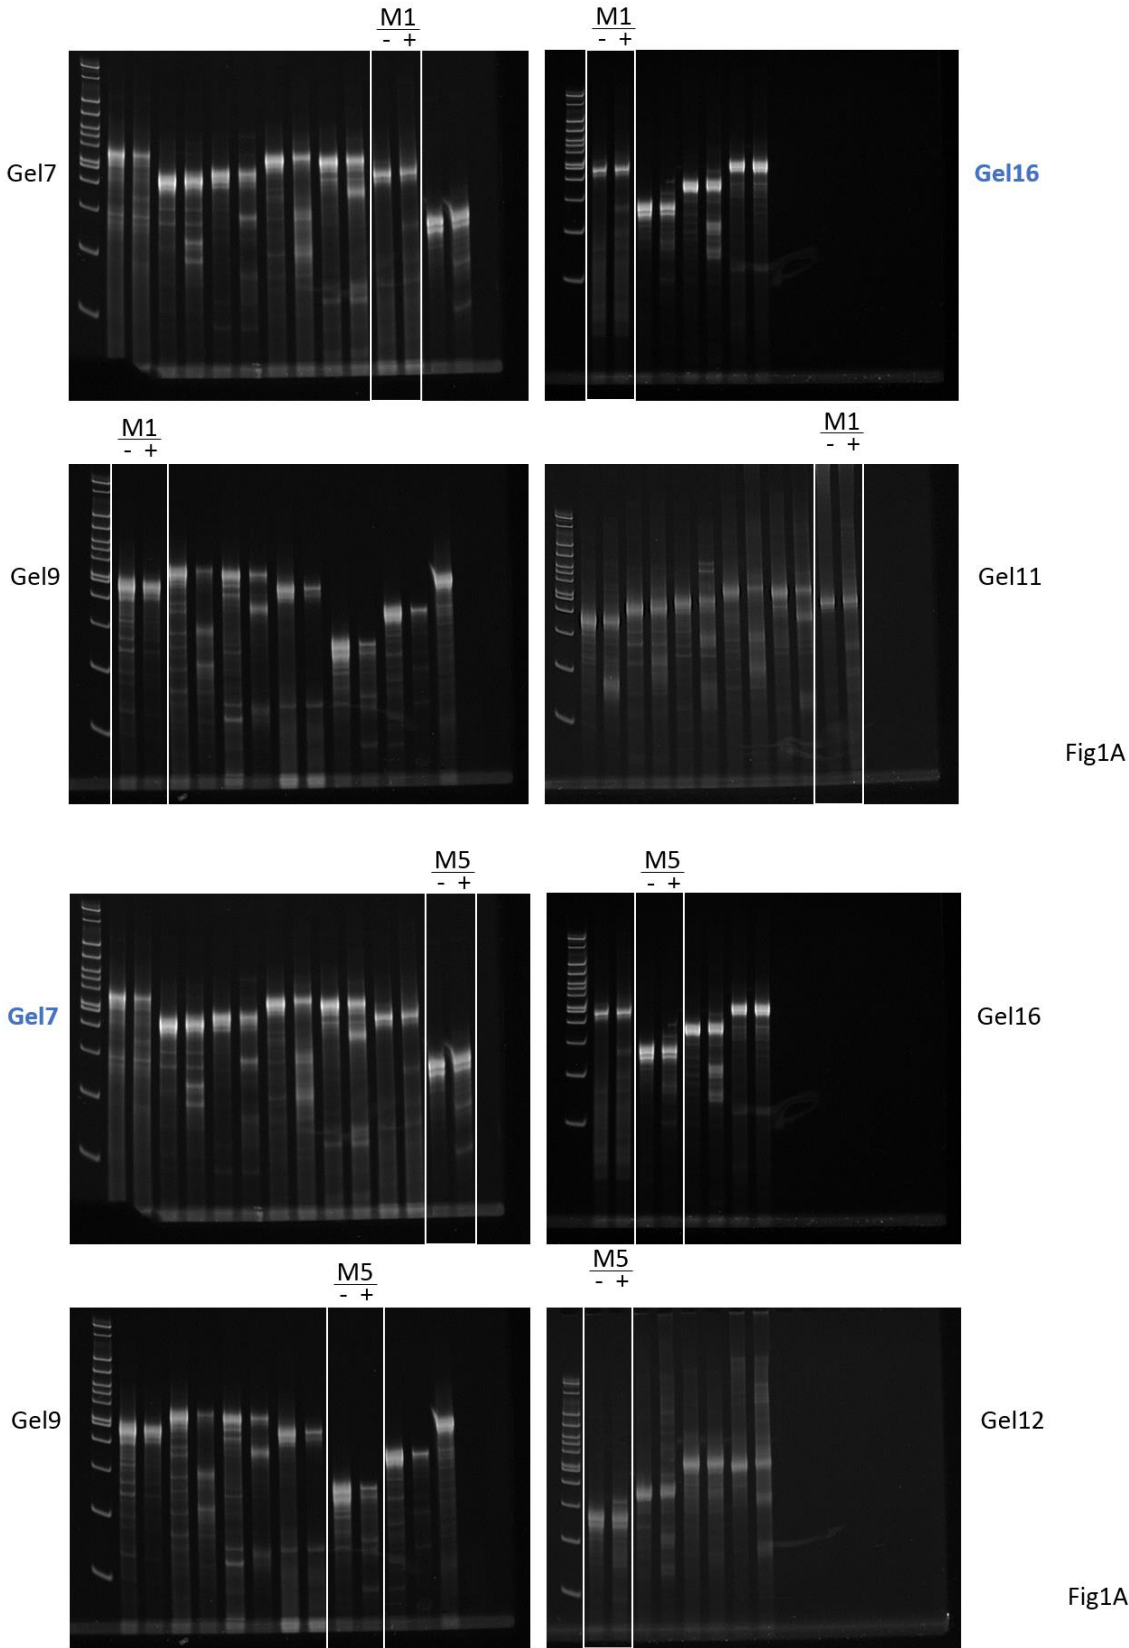 M1
- +
M1
- +
Gel7
Gel16
M1
- +
M1
- +
Gel9
Gel11
Fig1A
M5
- +
M5
- +
Gel7
Gel16
M5
- +
M5
- +
Gel9
Gel12
Fig1A